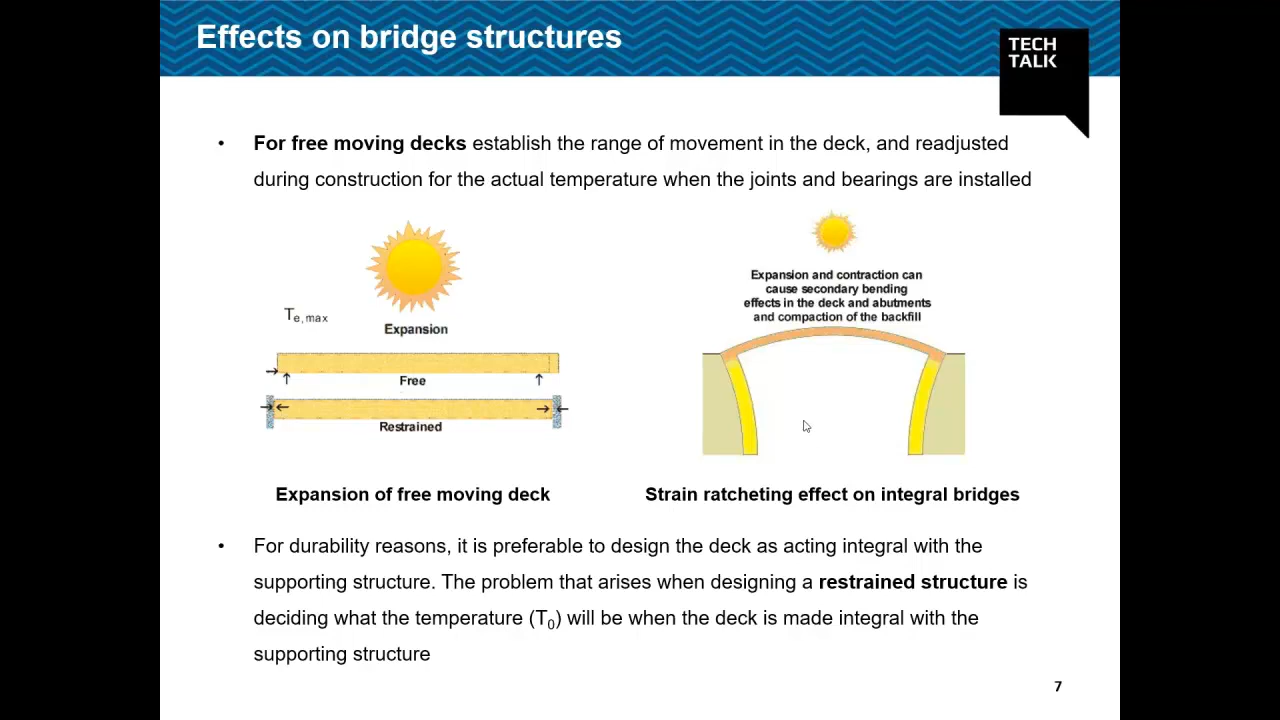 Effects on bridge structures
TECH
TALK
• For free moving decks establish the range of movement in the deck, and readjusted
during construction for the actual temperature when the joints and bearings are installed
Te,max
Expansion
Free
Restrained
Expansion of free moving deck
Expansion and contraction can
cause secondary bending
effects in the deck and abutments
and compaction of the backfill
Strain ratcheting effect on integral bridges
• For durability reasons, it is preferable to design the deck as acting integral with the
supporting structure. The problem that arises when designing a restrained structure is
deciding what the temperature (T0) will be when the deck is made integral with the
supporting structure
7